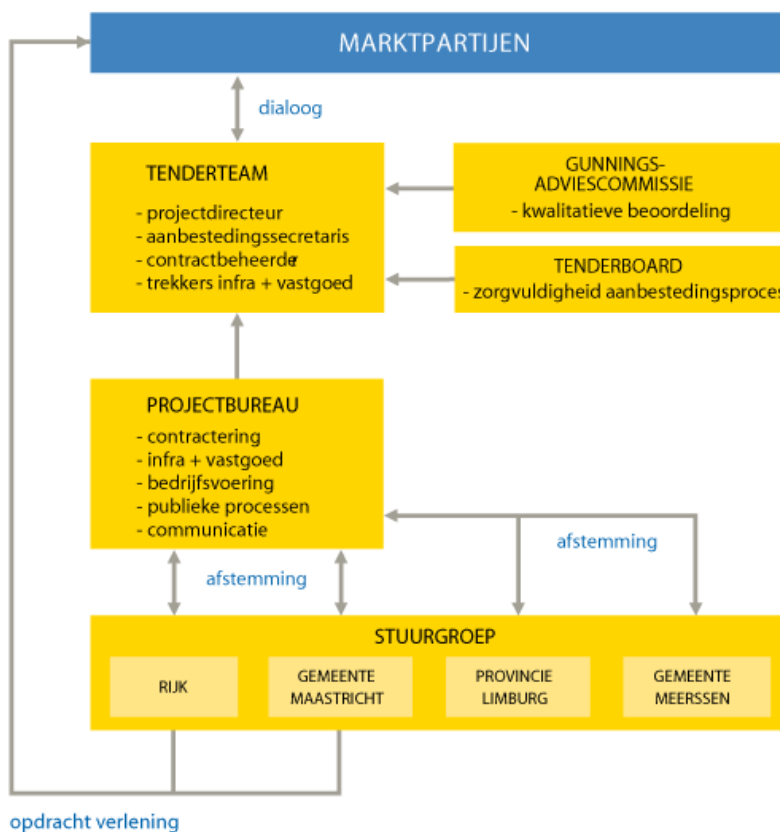 MARKTPARTIJEN
dialoog
TENDERTEAM
- projectdirecteur
- aanbestedingssecretaris
- contractbeheerder
- trekkers infra + vastgoed
GUNNINGS-
ADVIESCOMMISSIE
- kwalitatieve beoordeling
TENDERBOARD
- zorgvuldigheid aanbestedingsproces
PROJECTBUREAU
- contractering
- infra + vastgoed
- bedrijfsvoering
- publieke processen
- communicatie
afstemming
afstemming
STUURGROEP
RIJK
GEMEENTE
MAASTRICHT
PROVINCIE
LIMBURG
GEMEENTE
MEERSSEN
opdracht verlening